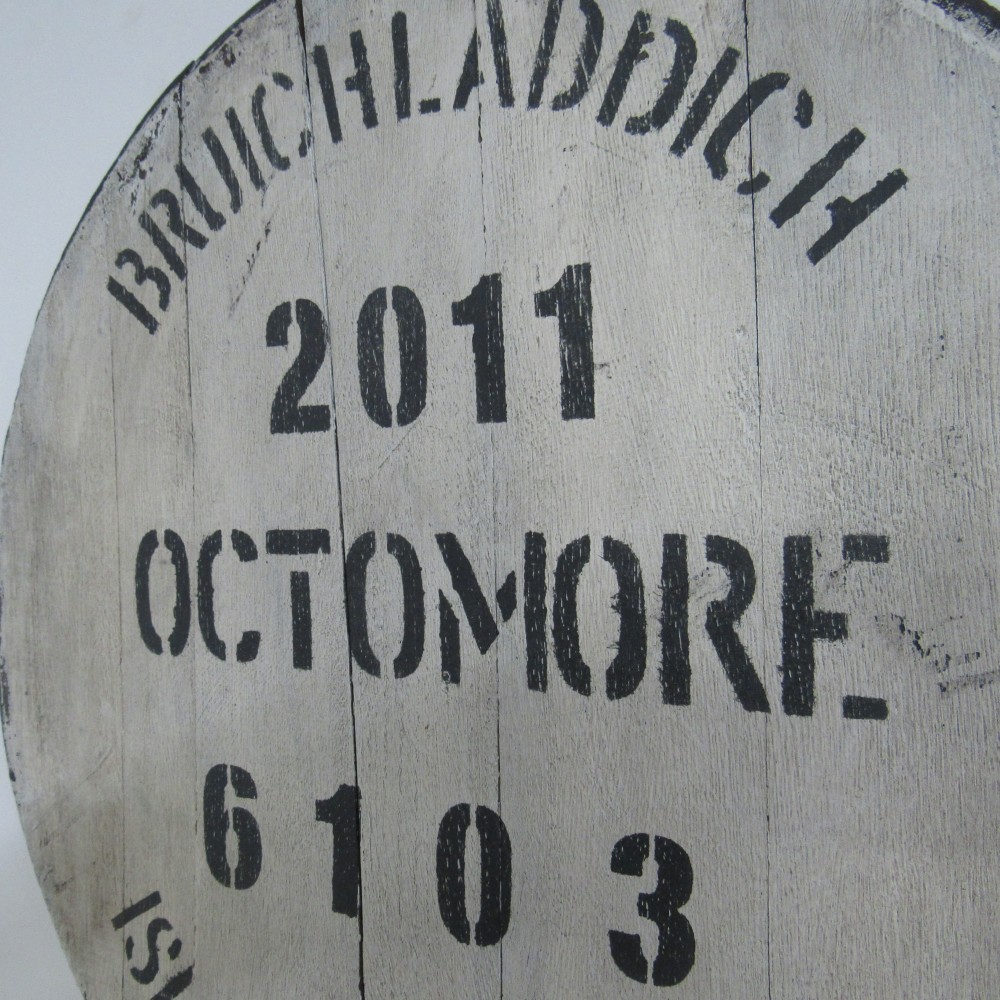 BRUICHLADDICH
2011
OCTOMORE
6103